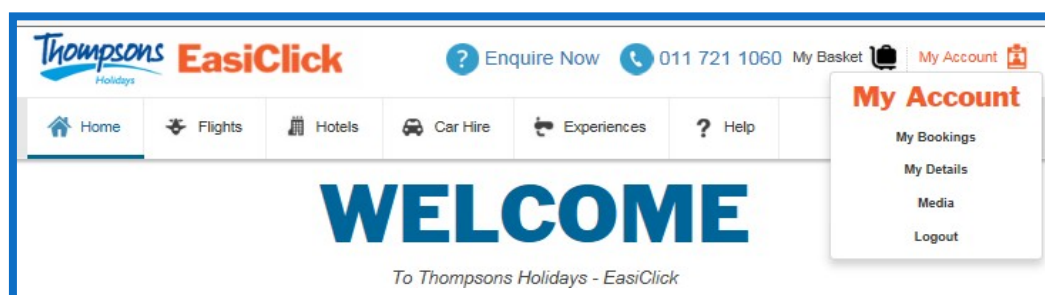 Thompsons Holidays EasiClick ? Enquire Now 011 721 1060 My Basket My Account
My Account
Home Flights Hotels Car Hire Experiences ? Help
My Bookings
My Details
Media
Logout
WELCOME
To Thompsons Holidays - EasiClick